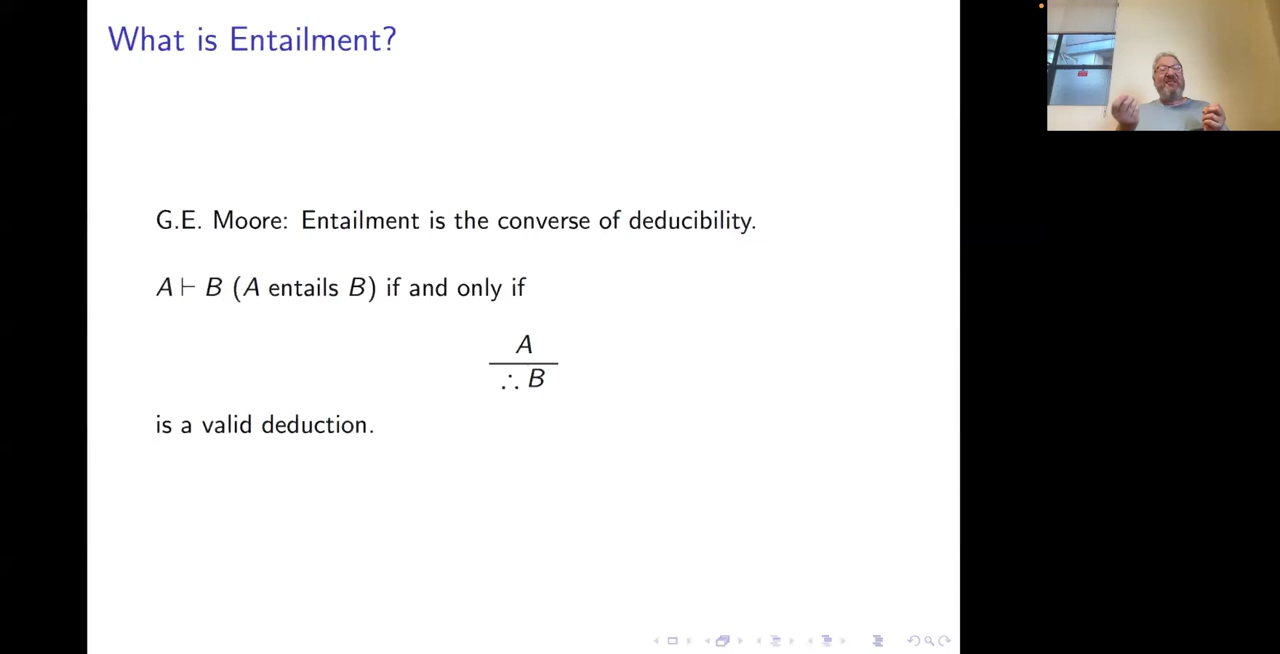 What is Entailment?
G.E. Moore: Entailment is the converse of deducibility.
A ⊢ B (A entails B) if and only if
A
∴ B
is a valid deduction.